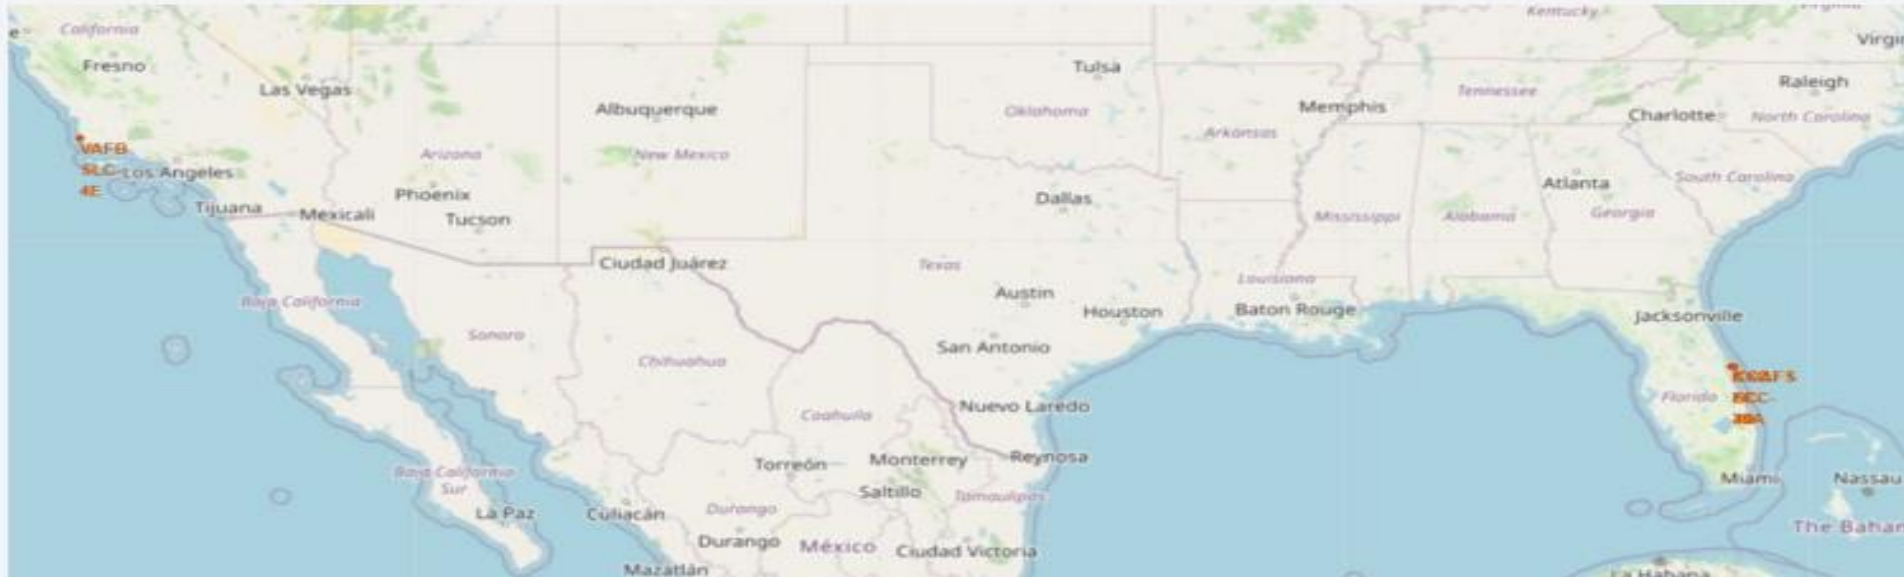 California
Kentucky
Virginia
Fresno
Tulsa
Las Vegas
Raleigh
Albuquerque
Oklahoma
Memphis
Tennessee
Charlotte
North Carolina
Arkansas
VAFB
SLC-
4E
Los Angeles
Arizona
New Mexico
Phoenix
Dallas
Atlanta
South Carolina
Tijuana
Mexicali
Tucson
Mississippi
Alabama
Georgia
Ciudad Juárez
Texas
Louisiana
Baja California
Austin
Houston
Baton Rouge
Jacksonville
Sonora
San Antonio
Chihuahua
Florida
Coahuila
Nuevo Laredo
Torreón
Monterrey
Reynosa
Baja California
Sur
Saltillo
Tamaulipas
Miami
Nassau
La Paz
Culiacán
Durango
The Bahar
Durango
México
Ciudad Victoria
Mazatlán
La Habana